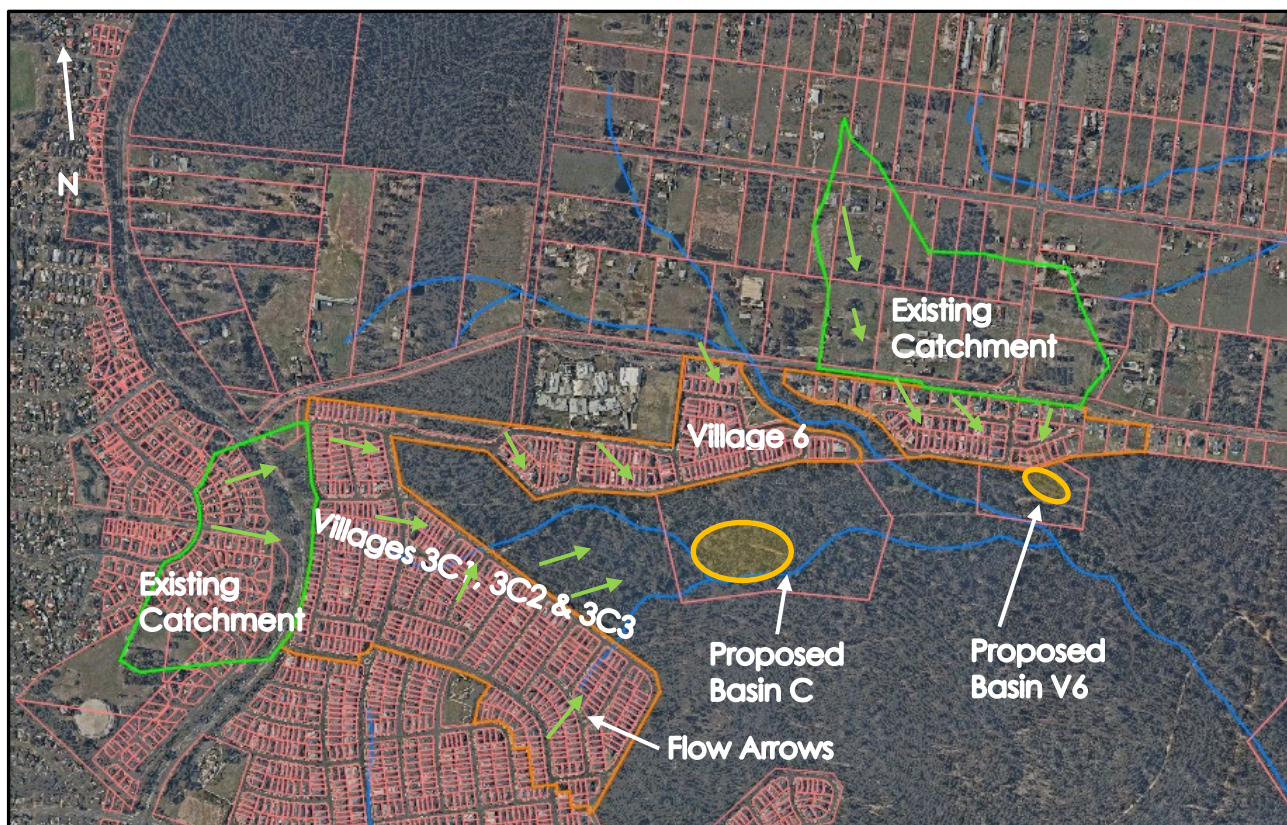 N
Existing
Catchment
Village 6
Villages 3C1, 3C2 & 3C3
Existing
Catchment
Proposed
Basin C
Proposed
Basin V6
Flow Arrows